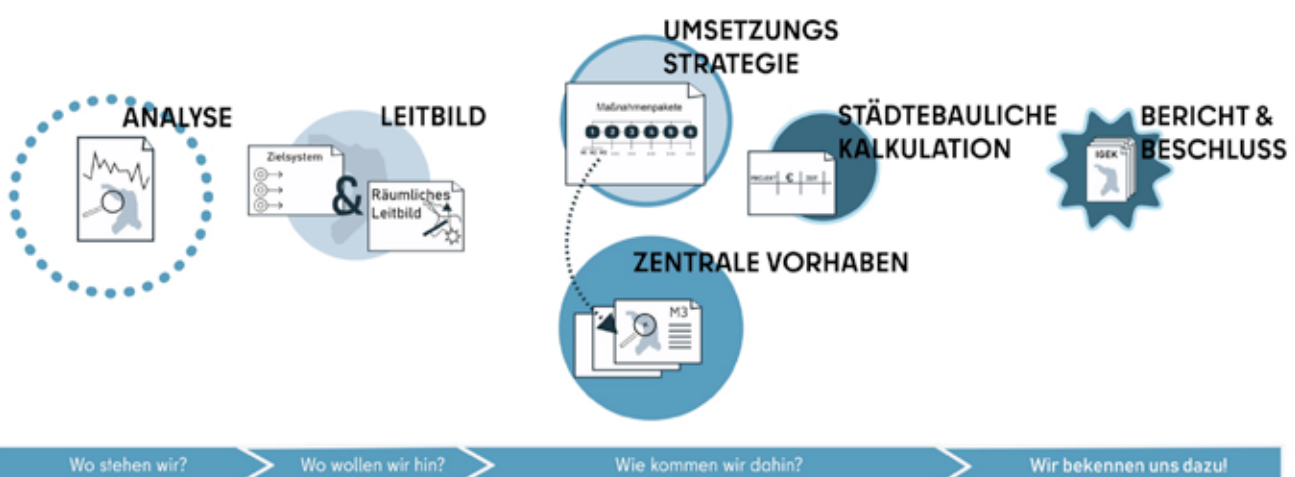 ANALYSE
LEITBILD
Zielsystem
&
Räumliches
Leitbild
UMSETZUNGS
STRATEGIE
Maßnahmenpakete
1 2 3 4 5 6
ZENTRALE VORHABEN
M3
STÄDTEBAULICHE
KALKULATION
PROJEKT €
BERICHT &
BESCHLUSS
IGEK
Wo stehen wir?
Wo wollen wir hin?
Wie kommen wir dahin?
Wir bekennen uns dazu!